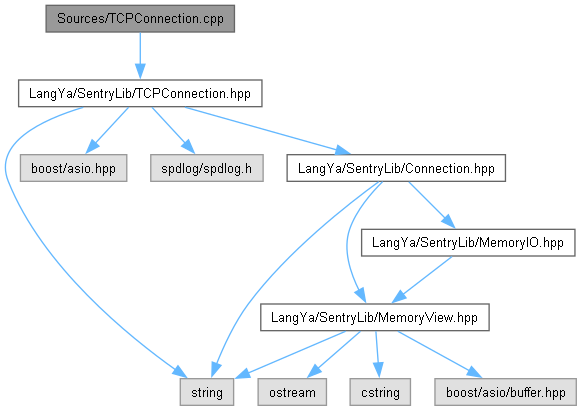 Sources/TCPConnection.cpp
LangYa/SentryLib/TCPConnection.hpp
boost/asio.hpp
spdlog/spdlog.h
LangYa/SentryLib/Connection.hpp
LangYa/SentryLib/MemoryIO.hpp
LangYa/SentryLib/MemoryView.hpp
string
ostream
cstring
boost/asio/buffer.hpp